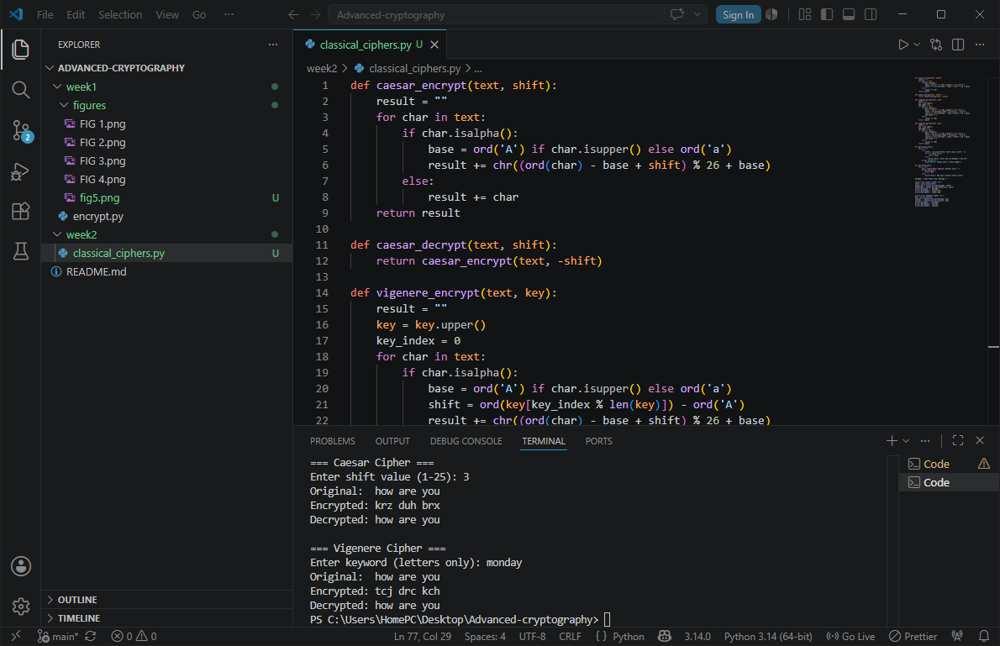 File Edit Selection View Go ··· Advanced-cryptography Sign In
EXPLORER ···
ADVANCED-CRYPTOGRAPHY
week1
figures
FIG 1.png
FIG 2.png
FIG 3.png
FIG 4.png
fig5.png U
encrypt.py
week2
classical_ciphers.py U
README.md
OUTLINE
TIMELINE
2
classical_ciphers.py U
week2 > classical_ciphers.py > ...
1 def caesar_encrypt(text, shift):
2 result = ""
3 for char in text:
4 if char.isalpha():
5 base = ord('A') if char.isupper() else ord('a')
6 result += chr((ord(char) - base + shift) % 26 + base)
7 else:
8 result += char
9 return result
10
11 def caesar_decrypt(text, shift):
12 return caesar_encrypt(text, -shift)
13
14 def vigenere_encrypt(text, key):
15 result = ""
16 key = key.upper()
17 key_index = 0
18 for char in text:
19 if char.isalpha():
20 base = ord('A') if char.isupper() else ord('a')
21 shift = ord(key[key_index % len(key)]) - ord('A')
22 result += chr((ord(char) - base + shift) % 26 + base)
PROBLEMS OUTPUT DEBUG CONSOLE TERMINAL PORTS
=== Caesar Cipher ===
Enter shift value (1-25): 3
Original:  how are you
Encrypted: krz duh brx
Decrypted: how are you
=== Vigenere Cipher ===
Enter keyword (letters only): monday
Original:  how are you
Encrypted: tcj drc kch
Decrypted: how are you
PS C:\Users\HomePC\Desktop\Advanced-cryptography>
Code
Code
main* 0 0 Ln 77, Col 29 Spaces: 4 UTF-8 CRLF { } Python 3.14.0 Python 3.14 (64-bit) Go Live Prettier